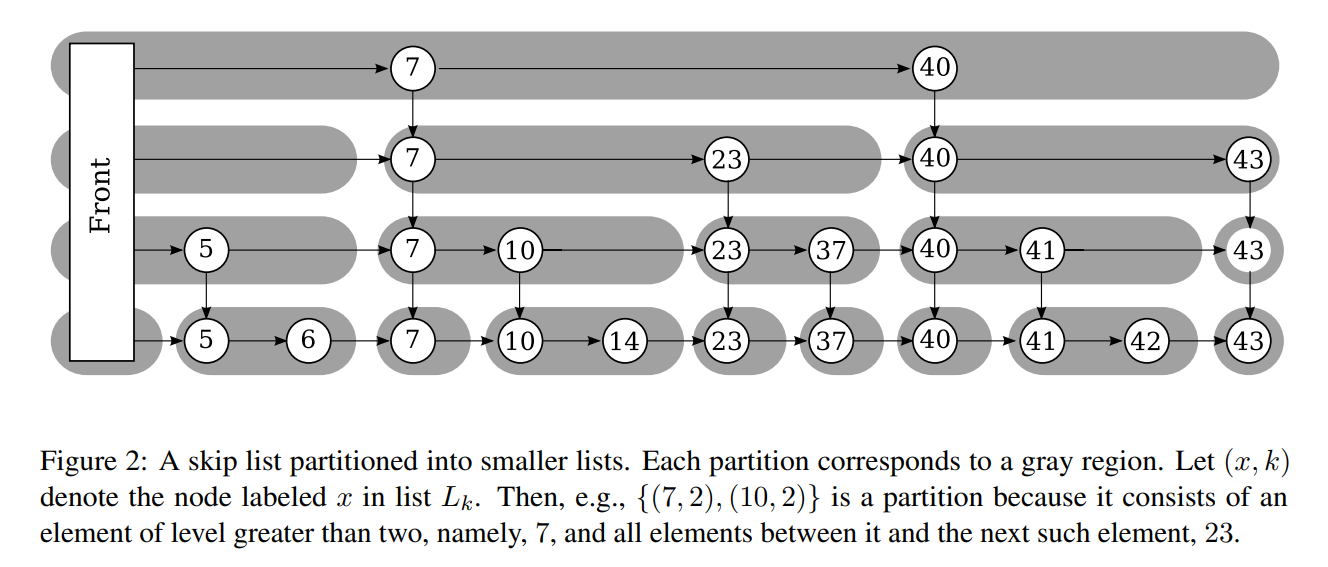 7 40
7 23 40 43
Front
5 7 10 23 37 40 41 43
5 6 7 10 14 23 37 40 41 42 43
Figure 2: A skip list partitioned into smaller lists. Each partition corresponds to a gray region. Let (x, k)
denote the node labeled x in list Lₖ. Then, e.g., {(7, 2), (10, 2)} is a partition because it consists of an
element of level greater than two, namely, 7, and all elements between it and the next such element, 23.